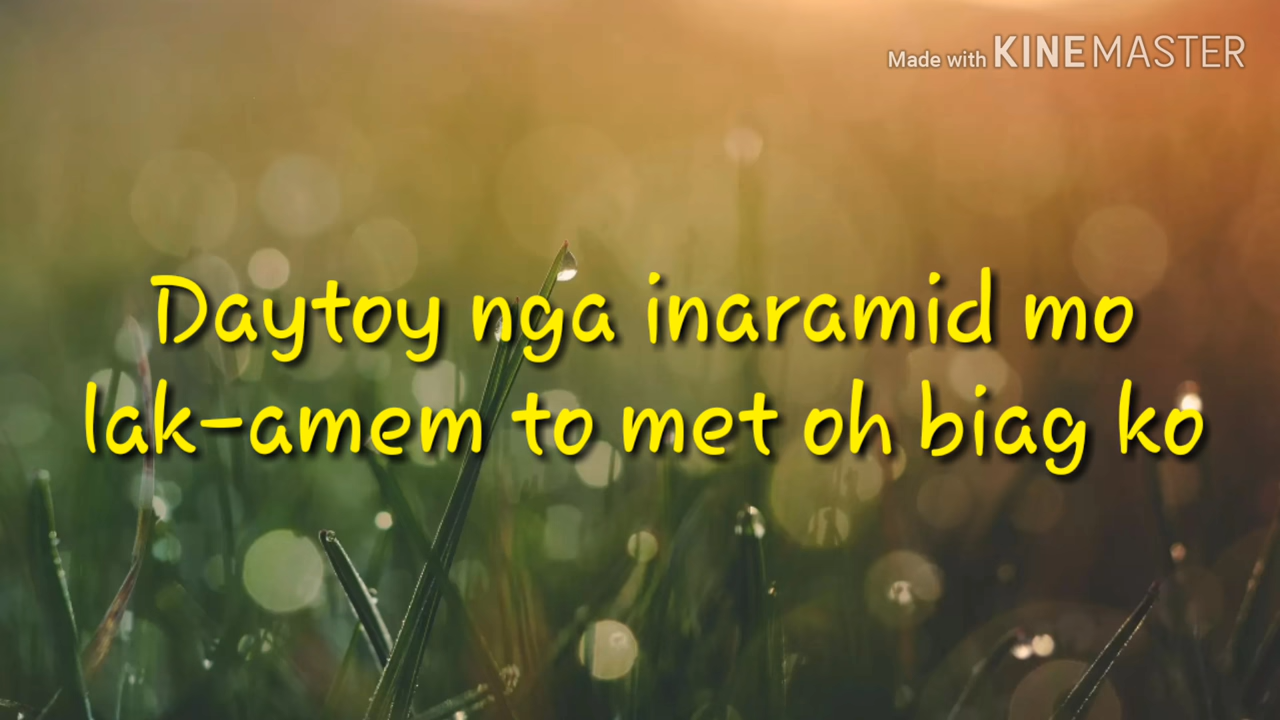 Made with KINEMASTER
Daytoy nga inaramid mo
lak-amem to met oh biag ko